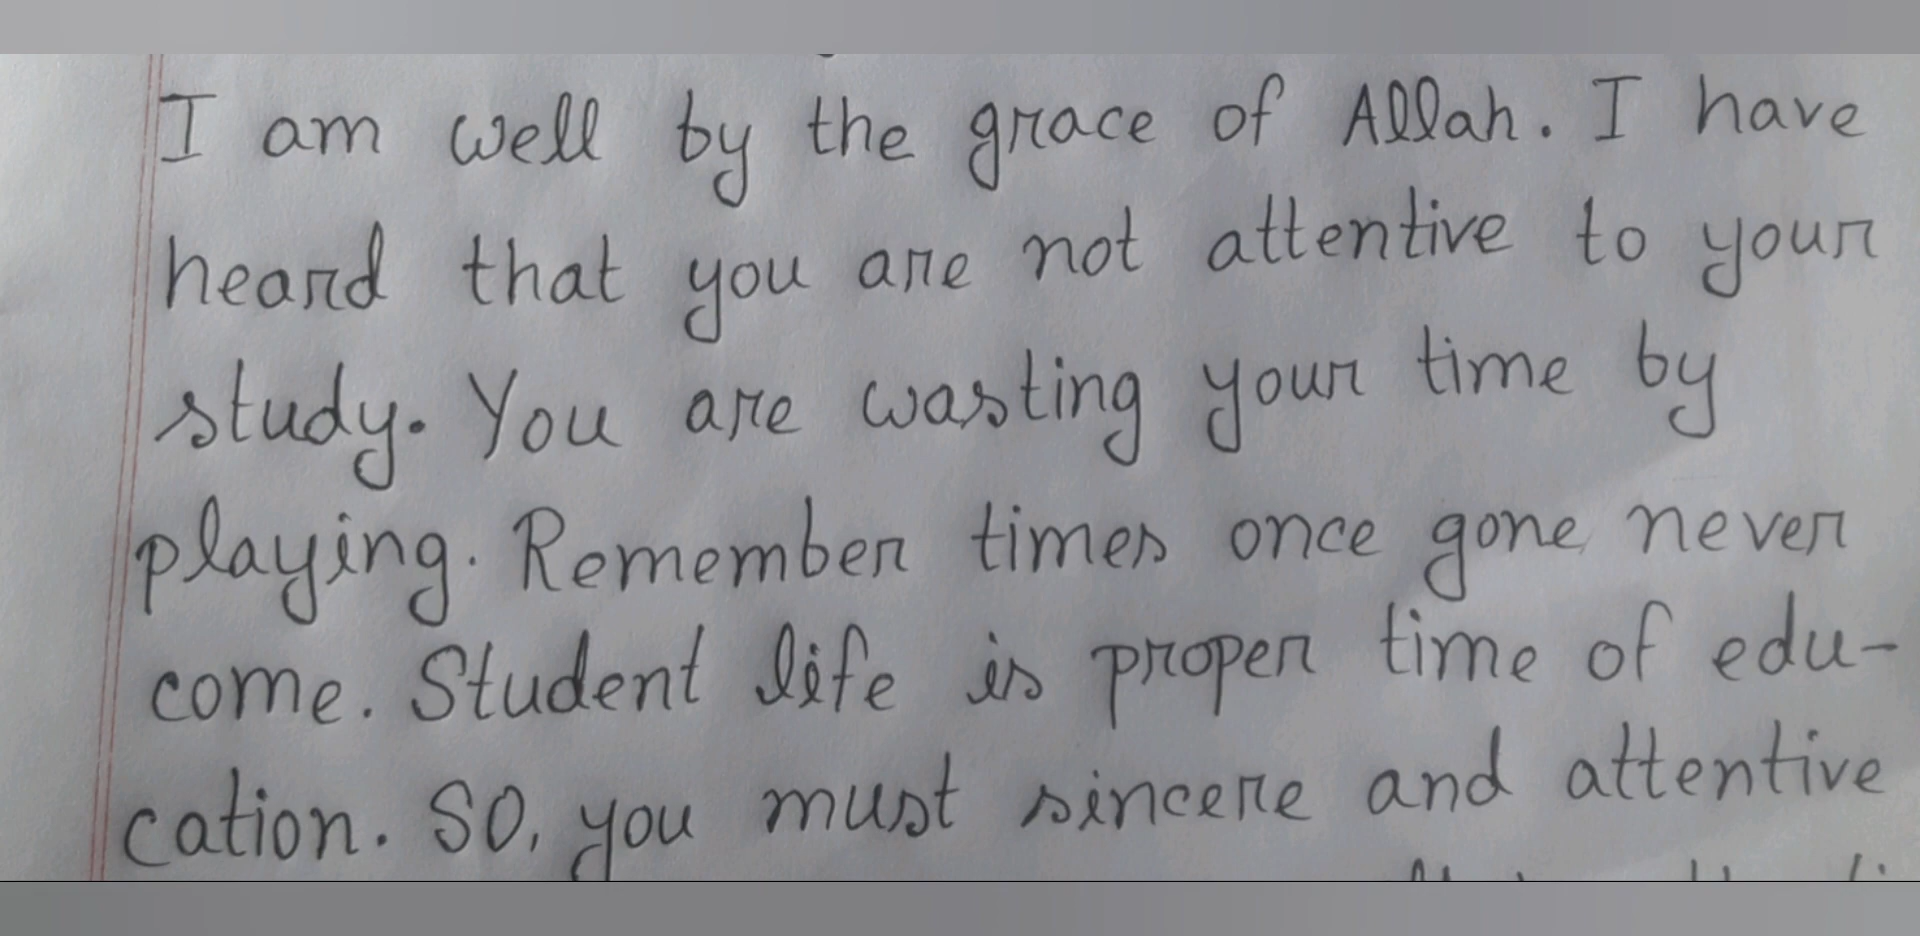 I am well by the grace of Allah. I have
heard that you are not attentive to your
study. You are wasting your time by
playing. Remember times once gone never
come. Student life is proper time of edu-
cation. SO, you must sincere and attentive